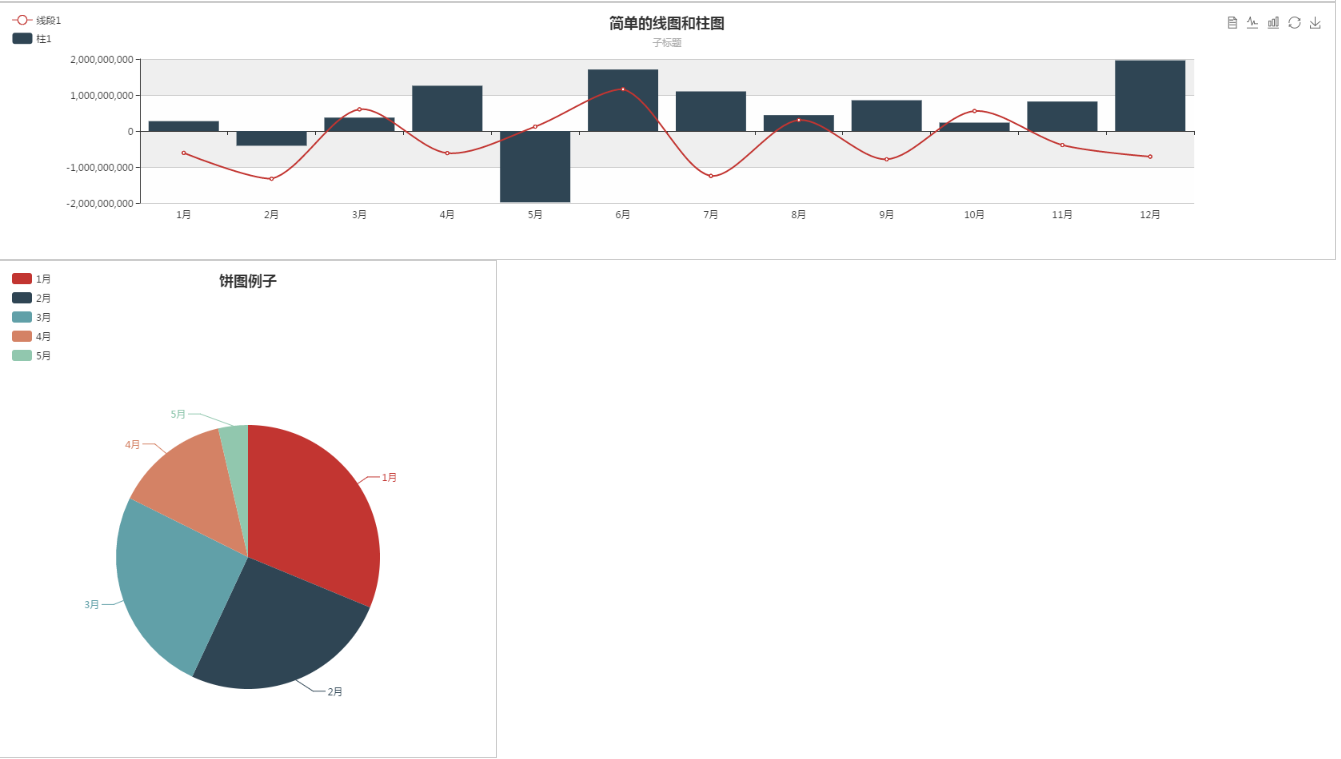 线段1
柱1
简单的线图和柱图
子标题
2,000,000,000
1,000,000,000
0
-1,000,000,000
-2,000,000,000
1月 2月 3月 4月 5月 6月 7月 8月 9月 10月 11月 12月
饼图例子
1月
2月
3月
4月
5月
5月
4月
1月
3月
2月